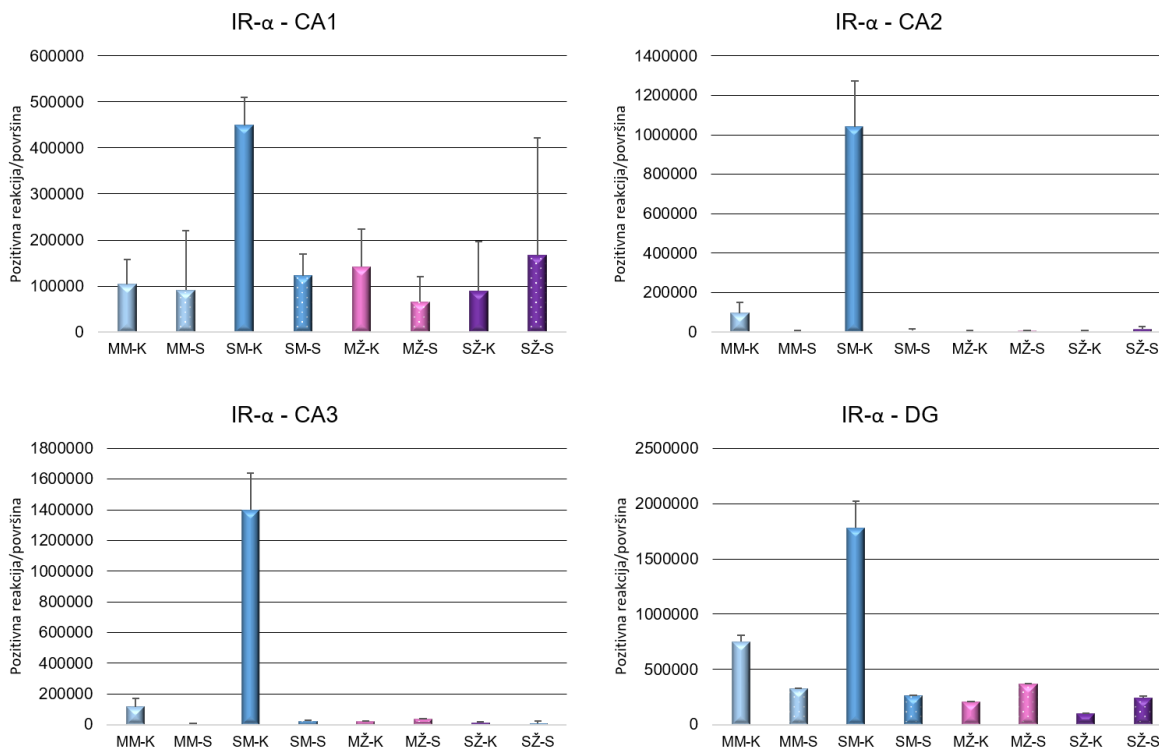 IR-α - CA1
Pozitivna reakcija/površina
600000
500000
400000
300000
200000
100000
0
MM-K MM-S SM-K SM-S MŽ-K MŽ-S SŽ-K SŽ-S
IR-α - CA2
Pozitivna reakcija/površina
1400000
1200000
1000000
800000
600000
400000
200000
0
MM-K MM-S SM-K SM-S MŽ-K MŽ-S SŽ-K SŽ-S
IR-α - CA3
Pozitivna reakcija/površina
1800000
1600000
1400000
1200000
1000000
800000
600000
400000
200000
0
MM-K MM-S SM-K SM-S MŽ-K MŽ-S SŽ-K SŽ-S
IR-α - DG
Pozitivna reakcija/površina
2500000
2000000
1500000
1000000
500000
0
MM-K MM-S SM-K SM-S MŽ-K MŽ-S SŽ-K SŽ-S